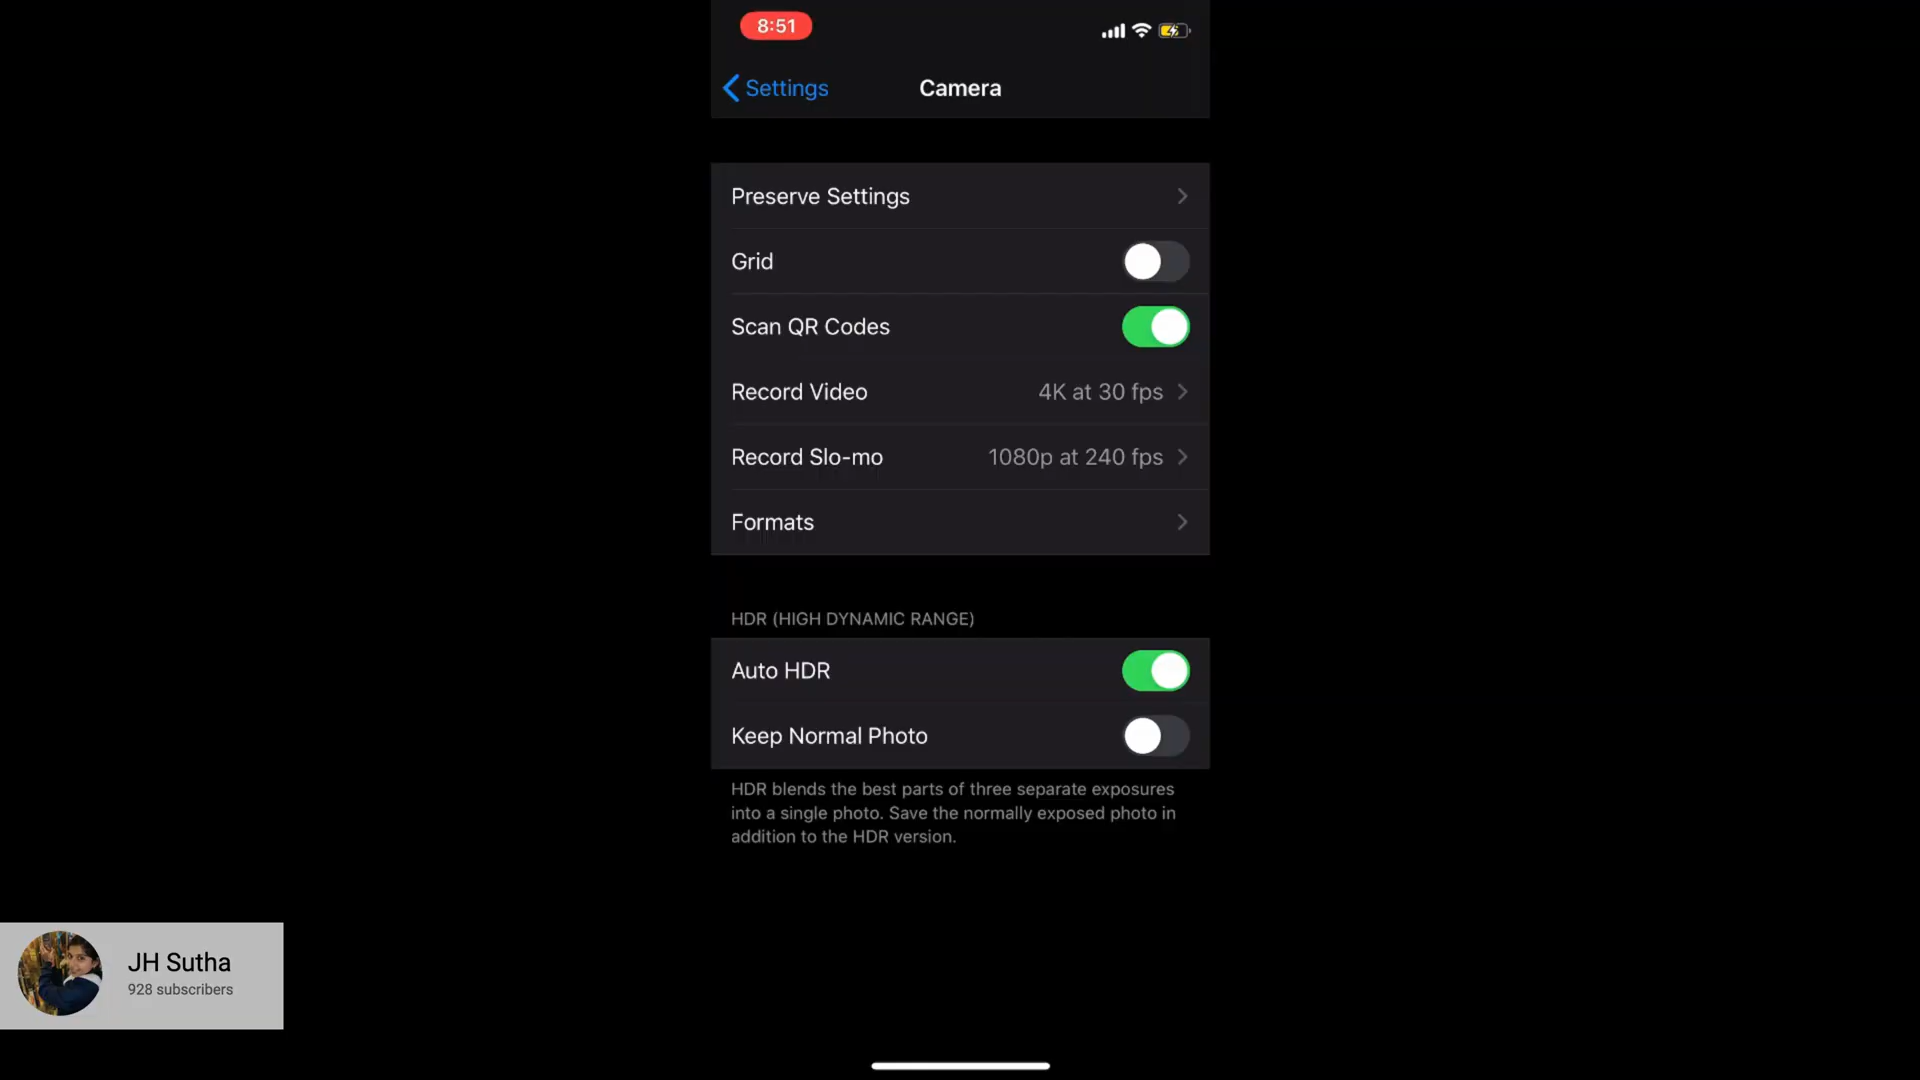 8:51
Settings
Camera
Preserve Settings
Grid
Scan QR Codes
Record Video 4K at 30 fps
Record Slo-mo 1080p at 240 fps
Formats
HDR (HIGH DYNAMIC RANGE)
Auto HDR
Keep Normal Photo
HDR blends the best parts of three separate exposures
into a single photo. Save the normally exposed photo in
addition to the HDR version.
JH Sutha
928 subscribers